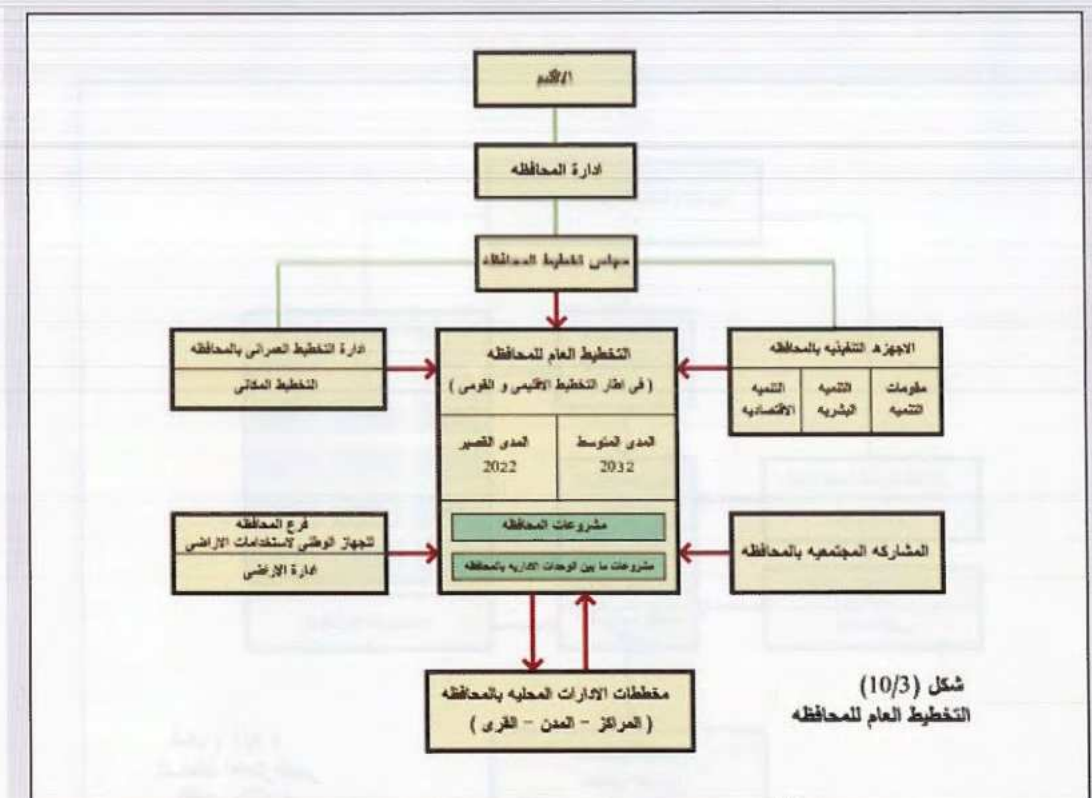 الاقليم
ادارة المحافظه
مجلس تخطيط المحافظه
الاجهزه التنفيذيه بالمحافظه
مقومات
التنميه
التنميه
البشريه
التنميه
الاقتصاديه
التخطيط العام للمحافظه
( فى اطار التخطيط الاقليمى و القومى )
المدى المتوسط
2032
المدى القصير
2022
مشروعات المحافظه
مشروعات ما بين الوحدات الاداريه بالمحافظه
ادارة التخطيط العمرانى بالمحافظه
التخطيط المكانى
المشاركه المجتمعيه بالمحافظه
فرع المحافظه
للجهاز الوطنى لاستخدامات الاراضى
ادارة الاراضى
مخططات الادارات المحليه بالمحافظه
( المراكز - المدن - القرى )
شكل (10/3)
التخطيط العام للمحافظه